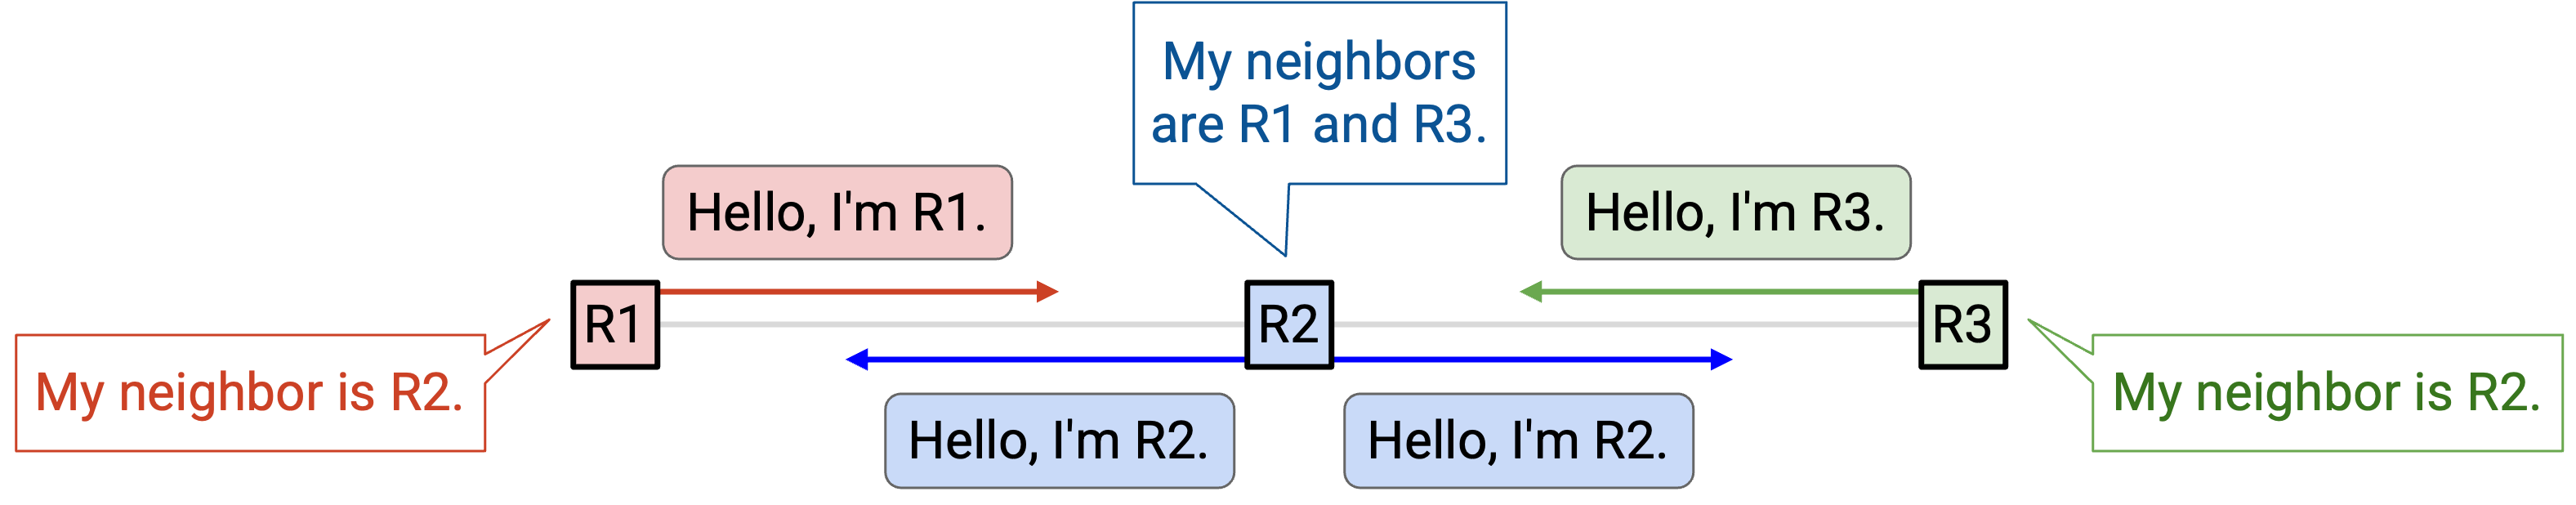 My neighbors
are R1 and R3.
Hello, I'm R1.
Hello, I'm R3.
R1
R2
R3
My neighbor is R2.
My neighbor is R2.
Hello, I'm R2.
Hello, I'm R2.